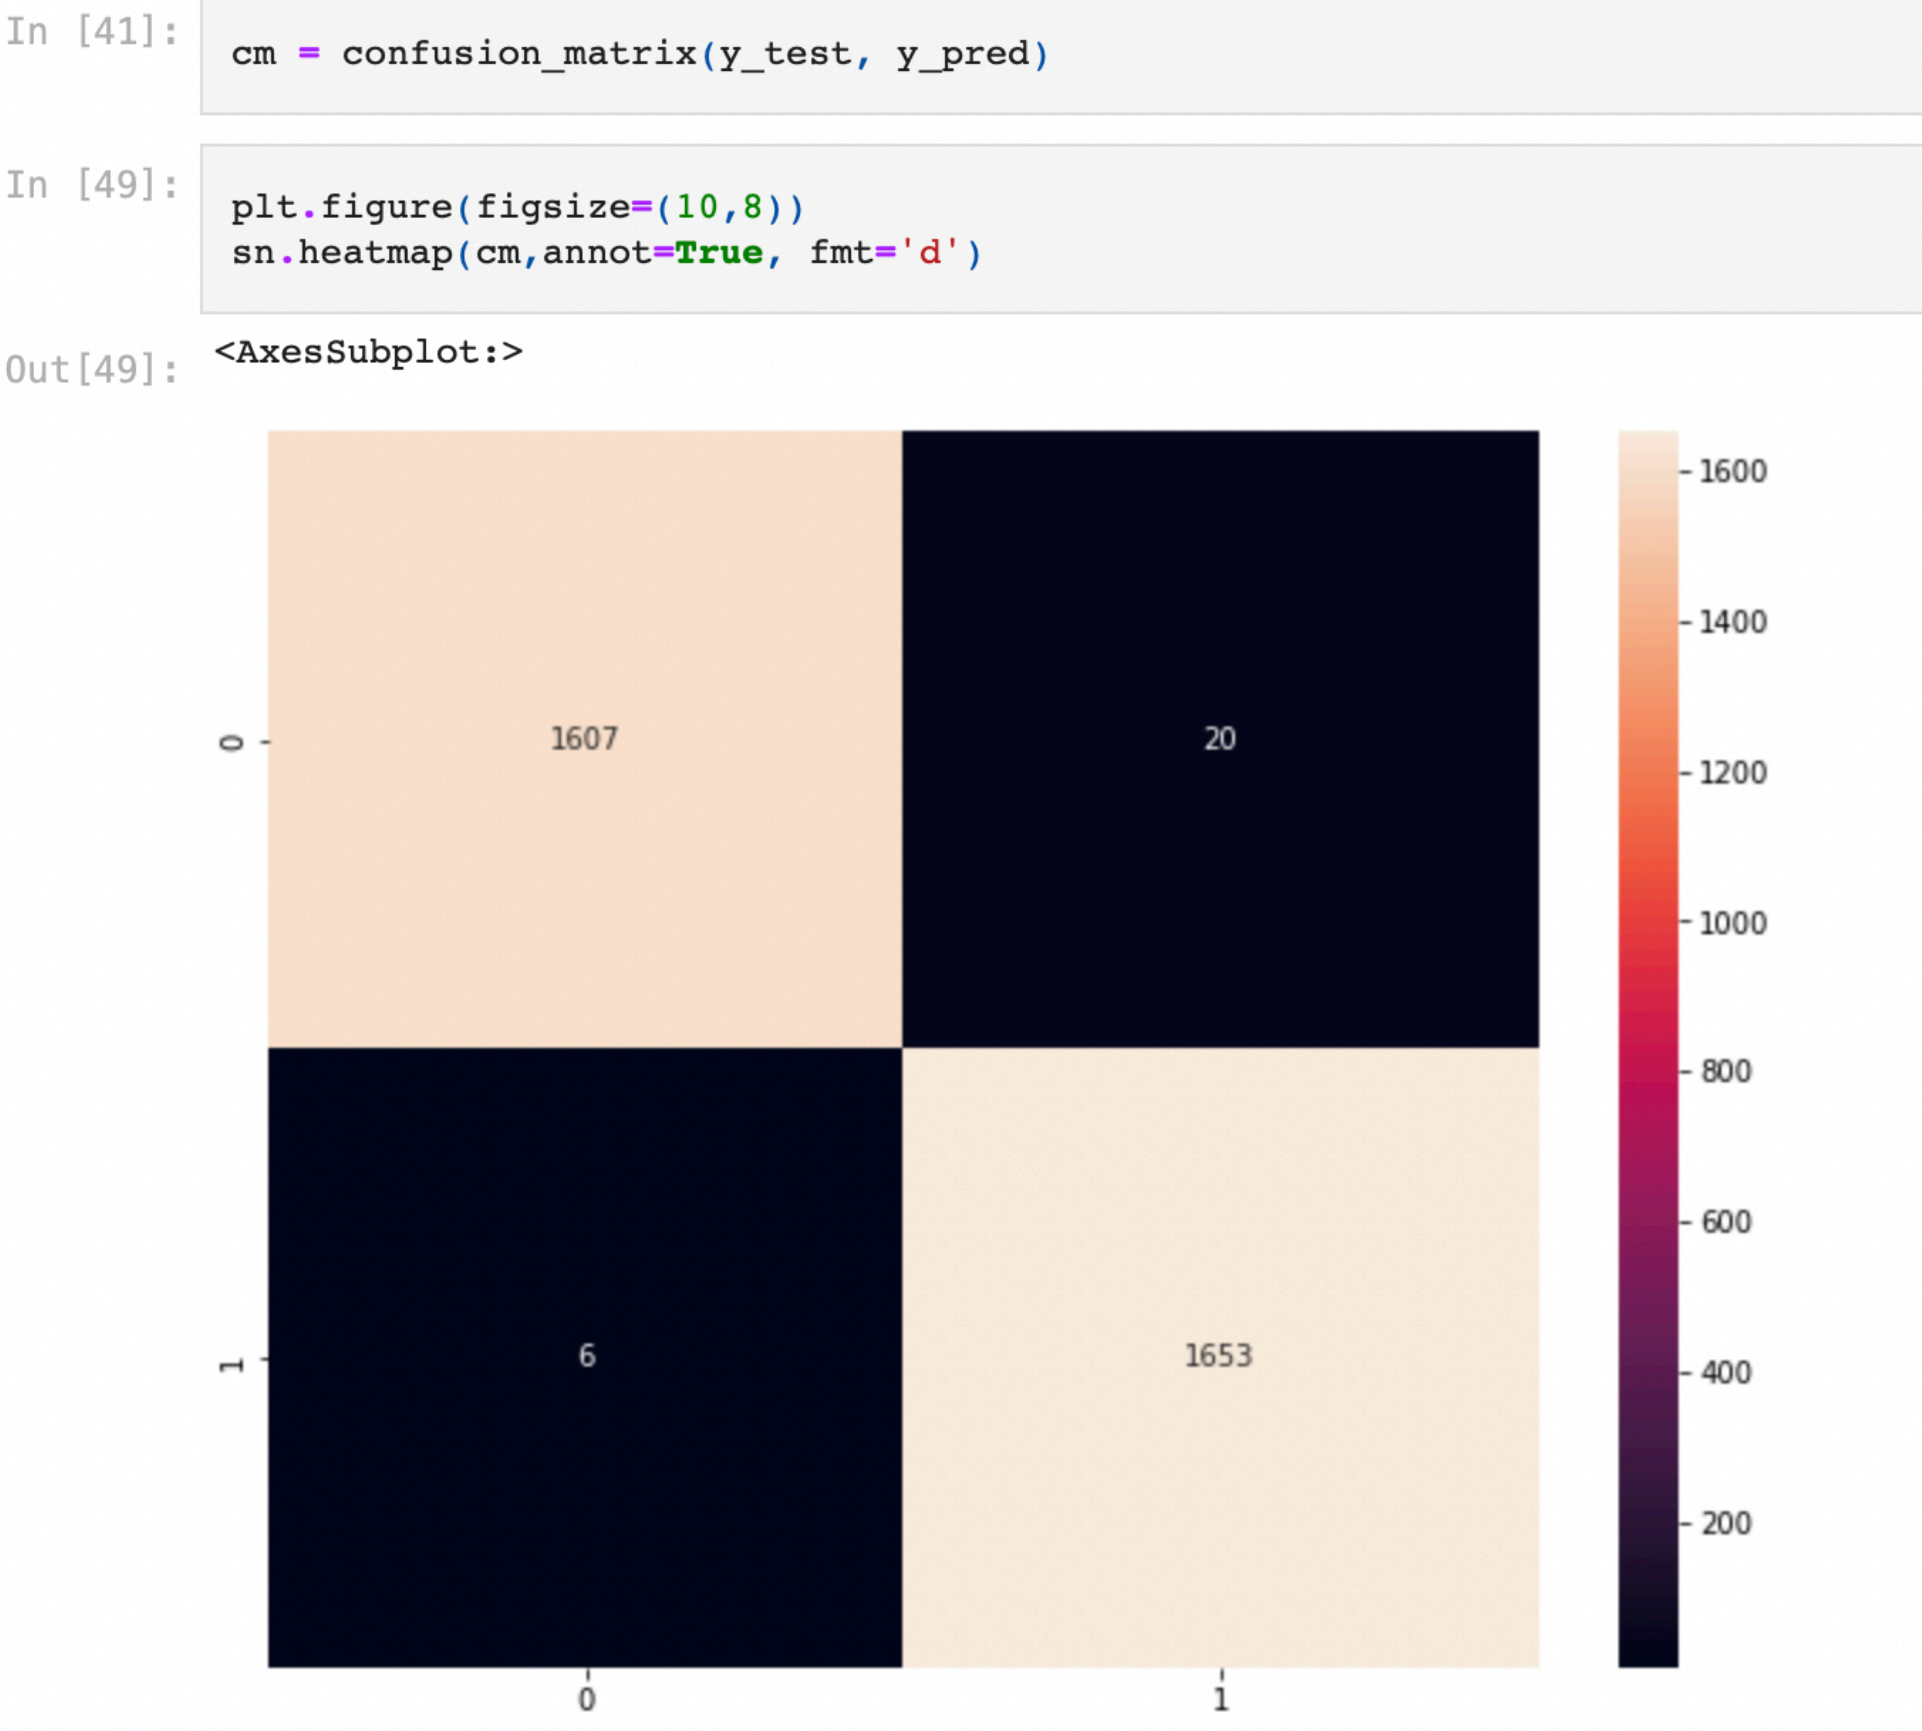 In [41]:
cm = confusion_matrix(y_test, y_pred)
In [49]:
plt.figure(figsize=(10,8))
sn.heatmap(cm,annot=True, fmt='d')
Out[49]:
<AxesSubplot:>
1600
1400
1200
1000
800
600
400
200
0
1607
20
1
6
1653
0
1